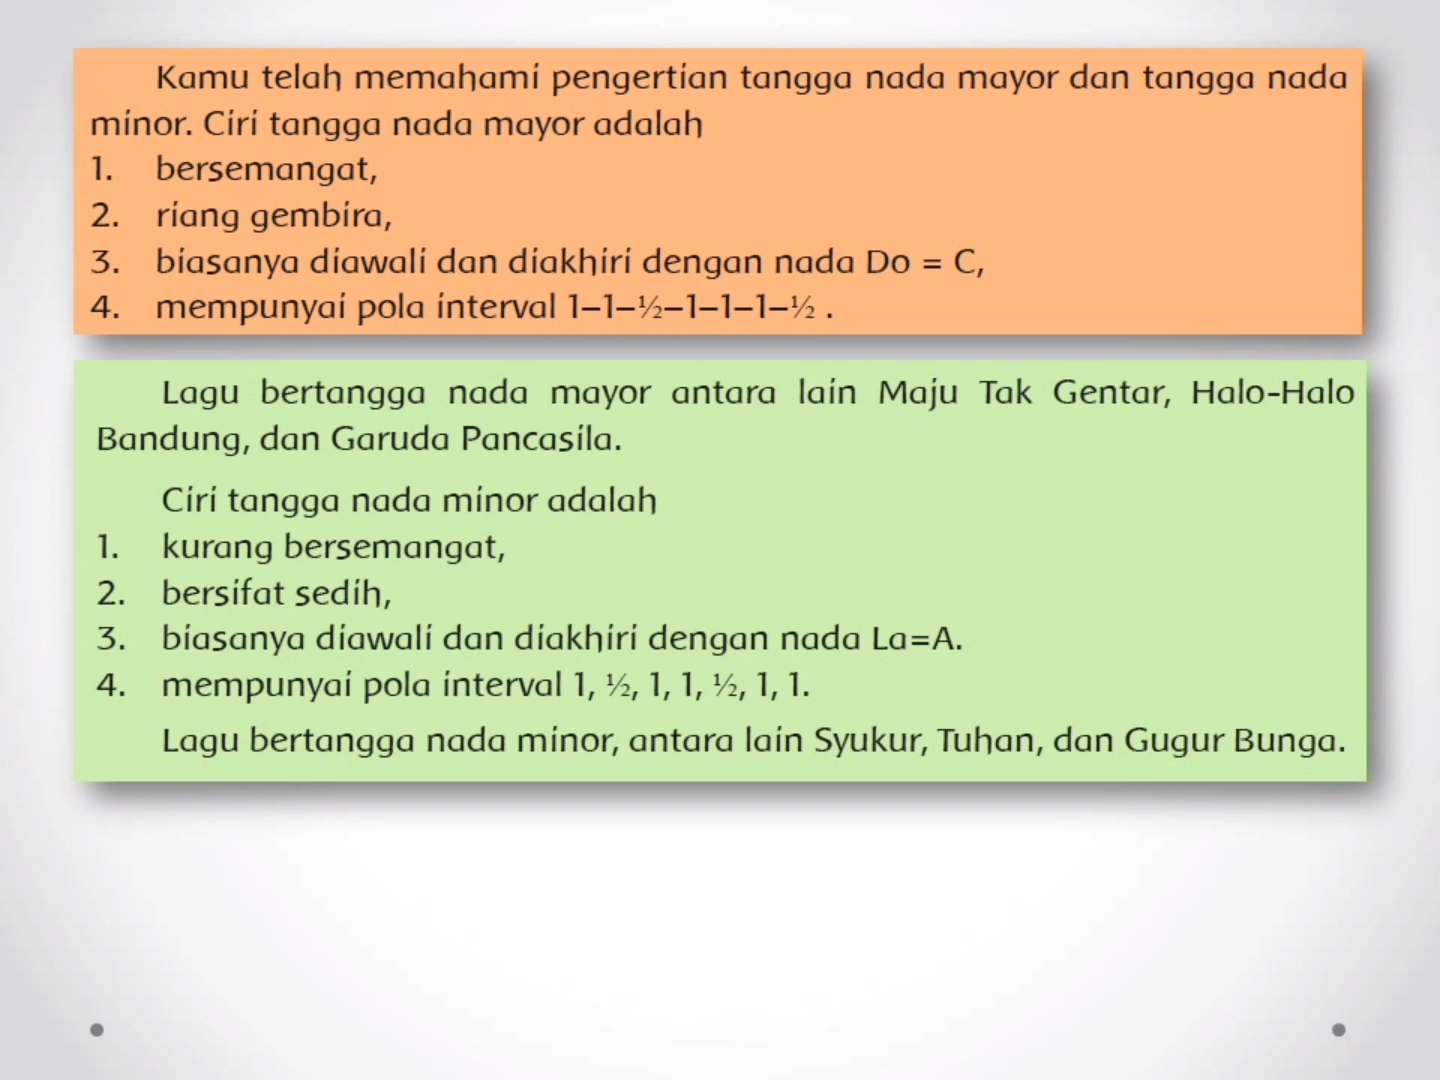 Kamu telah memahami pengertian tangga nada mayor dan tangga nada
minor. Ciri tangga nada mayor adalah
1. bersemangat,
2. riang gembira,
3. biasanya diawali dan diakhiri dengan nada Do = C,
4. mempunyai pola interval 1–1–½–1–1–1–½ .
Lagu bertangga nada mayor antara lain Maju Tak Gentar, Halo-Halo
Bandung, dan Garuda Pancasila.
Ciri tangga nada minor adalah
1. kurang bersemangat,
2. bersifat sedih,
3. biasanya diawali dan diakhiri dengan nada La=A.
4. mempunyai pola interval 1, ½, 1, 1, ½, 1, 1.
Lagu bertangga nada minor, antara lain Syukur, Tuhan, dan Gugur Bunga.